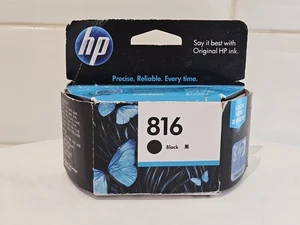 hp
Say it best with
Original HP ink.
Precise. Reliable. Every time.
816
Black 黑